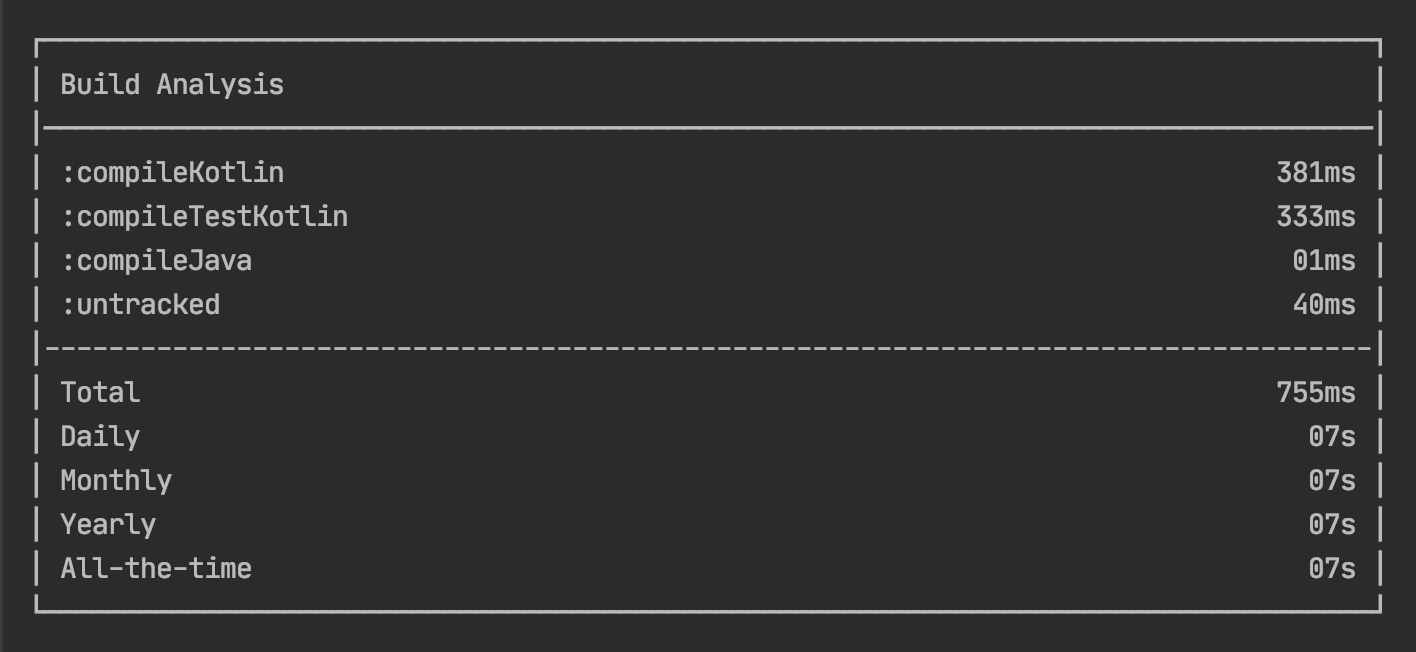 Build Analysis
:compileKotlin 381ms
:compileTestKotlin 333ms
:compileJava 01ms
:untracked 40ms
Total 755ms
Daily 07s
Monthly 07s
Yearly 07s
All-the-time 07s